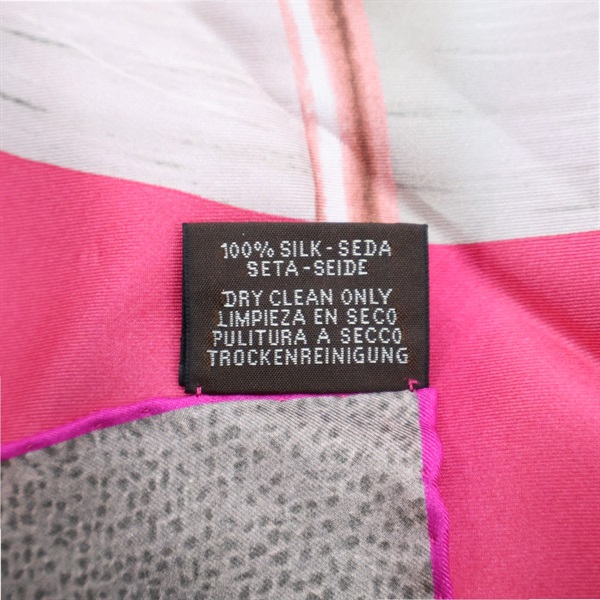 100% SILK - SEDA
SETA - SEIDE
DRY CLEAN ONLY
LIMPIEZA EN SECO
PULITURA A SECCO
TROCKENREINIGUNG